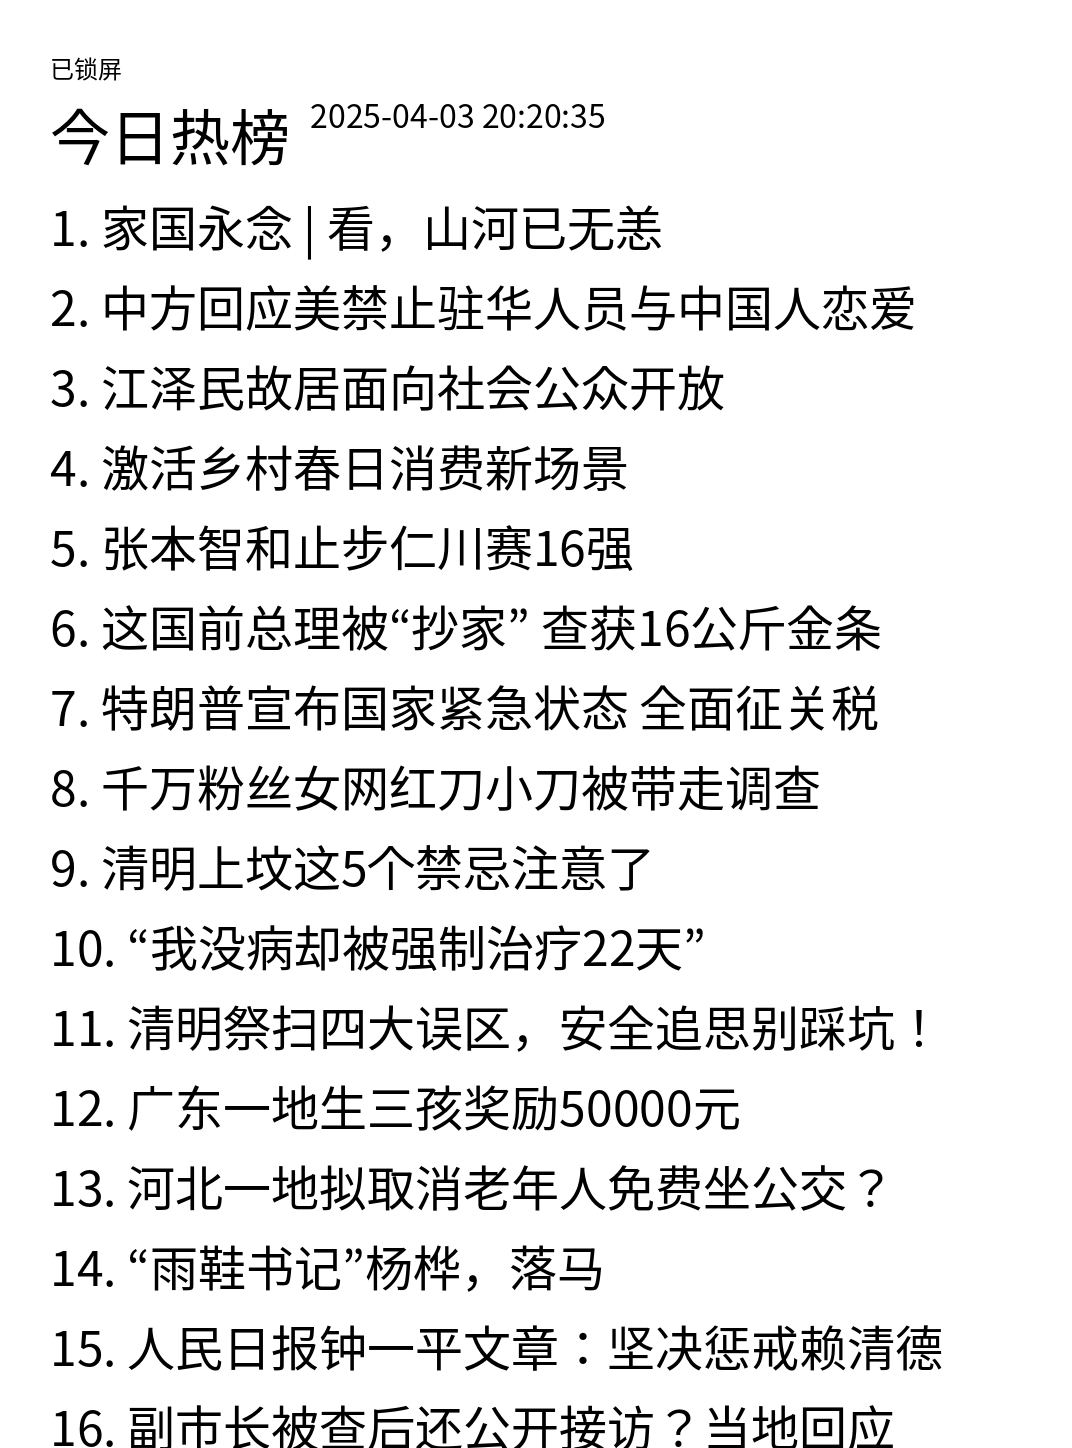 已锁屏
今日热榜 2025-04-03 20:20:35
1. 家国永念 | 看，山河已无恙
2. 中方回应美禁止驻华人员与中国人恋爱
3. 江泽民故居面向社会公众开放
4. 激活乡村春日消费新场景
5. 张本智和止步仁川赛16强
6. 这国前总理被“抄家” 查获16公斤金条
7. 特朗普宣布国家紧急状态 全面征关税
8. 千万粉丝女网红刀小刀被带走调查
9. 清明上坟这5个禁忌注意了
10. “我没病却被强制治疗22天”
11. 清明祭扫四大误区，安全追思别踩坑！
12. 广东一地生三孩奖励50000元
13. 河北一地拟取消老年人免费坐公交？
14. “雨鞋书记”杨桦，落马
15. 人民日报钟一平文章：坚决惩戒赖清德
16. 副市长被查后还公开接访？当地回应